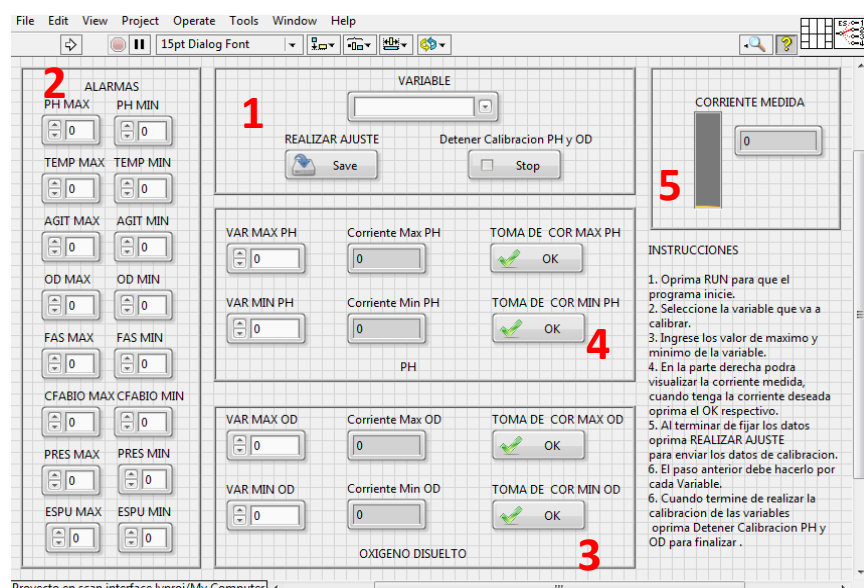 File Edit View Project Operate Tools Window Help
15pt Dialog Font
2
ALARMAS
PH MAX PH MIN
0 0
TEMP MAX TEMP MIN
0 0
AGIT MAX AGIT MIN
0 0
OD MAX OD MIN
0 0
FAS MAX FAS MIN
0 0
CFABIO MAX CFABIO MIN
0 0
PRES MAX PRES MIN
0 0
ESPU MAX ESPU MIN
0 0
1
VARIABLE
REALIZAR AJUSTE Detener Calibracion PH y OD
Save Stop
VAR MAX PH Corriente Max PH TOMA DE COR MAX PH
0 0 OK
VAR MIN PH Corriente Min PH TOMA DE COR MIN PH
0 0 OK
4
PH
VAR MAX OD Corriente Max OD TOMA DE COR MAX OD
0 0 OK
VAR MIN OD Corriente Min OD TOMA DE COR MIN OD
0 0 OK
3
OXIGENO DISUELTO
CORRIENTE MEDIDA
0
5
INSTRUCCIONES
1. Oprima RUN para que el
programa inicie.
2. Seleccione la variable que va a
calibrar.
3. Ingrese los valor de maximo y
minimo de la variable.
4. En la parte derecha podra
visualizar la corriente medida,
cuando tenga la corriente deseada
oprima el OK respectivo.
5. Al terminar de fijar los datos
oprima REALIZAR AJUSTE
para enviar los datos de calibracion.
6. El paso anterior debe hacerlo por
cada Variable.
6. Cuando termine de realizar la
calibracion de las variables
oprima Detener Calibracion PH y
OD para finalizar .
Proyecto en scan interface.lvproj/My Computer